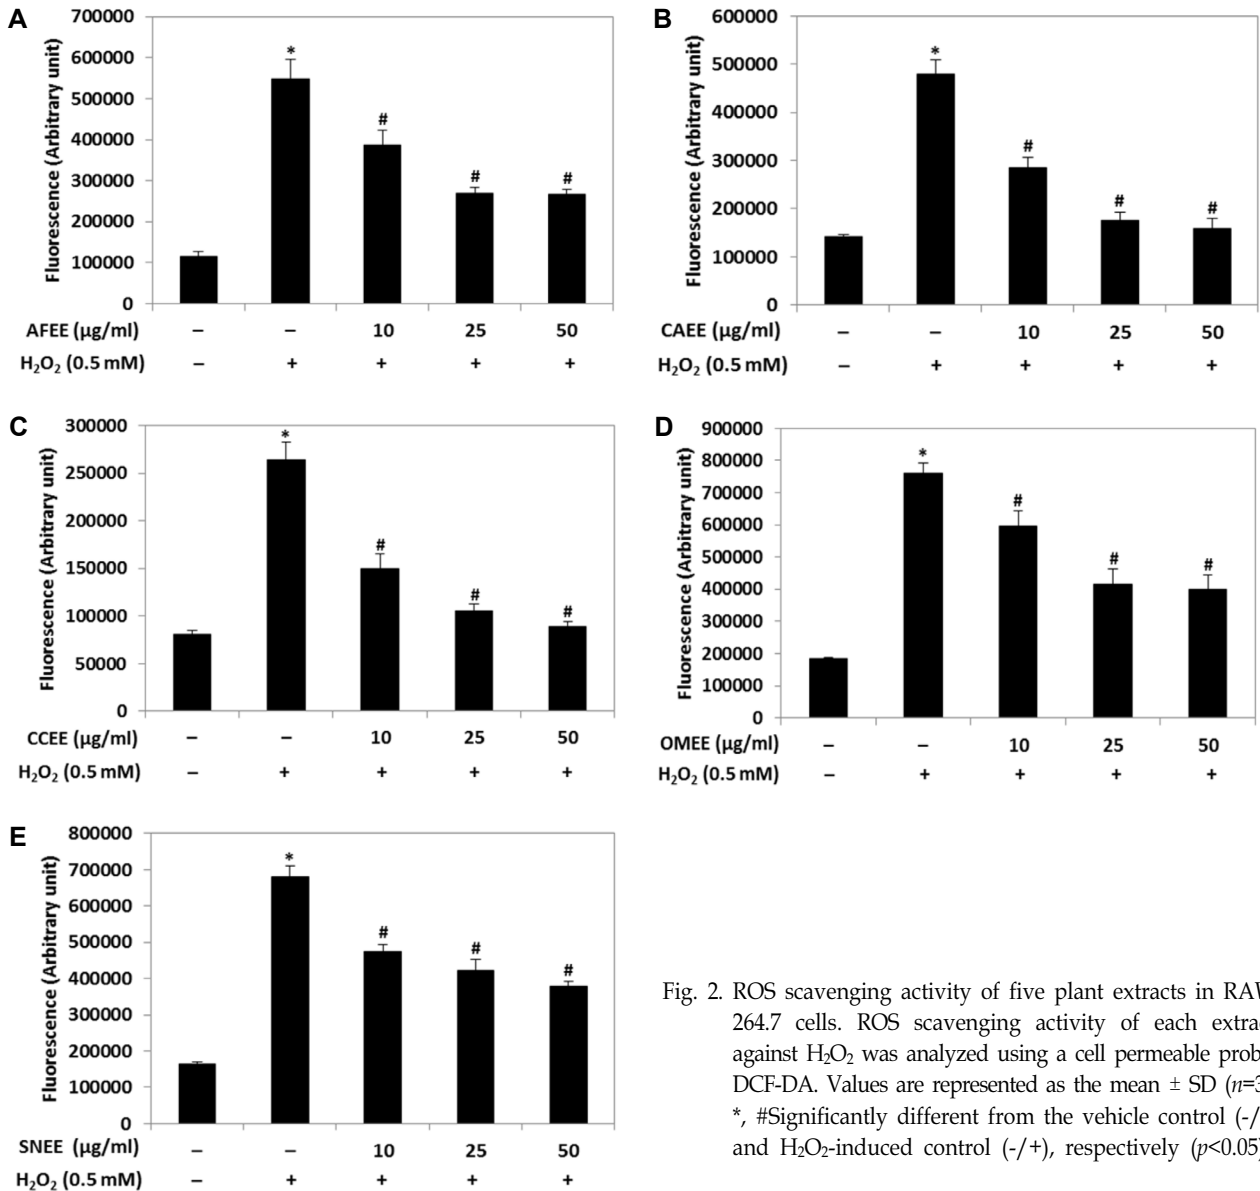 A
Fluorescence (Arbitrary unit)
700000
600000
500000
400000
300000
200000
100000
0
*
#
#
#
AFEE (µg/ml) – – 10 25 50
H₂O₂ (0.5 mM) – + + + +
B
Fluorescence (Arbitrary unit)
600000
500000
400000
300000
200000
100000
0
*
#
#
#
CAEE (µg/ml) – – 10 25 50
H₂O₂ (0.5 mM) – + + + +
C
Fluorescence (Arbitrary unit)
300000
250000
200000
150000
100000
50000
0
*
#
#
#
CCEE (µg/ml) – – 10 25 50
H₂O₂ (0.5 mM) – + + + +
D
Fluorescence (Arbitrary unit)
900000
800000
700000
600000
500000
400000
300000
200000
100000
0
*
#
#
#
OMEE (µg/ml) – – 10 25 50
H₂O₂ (0.5 mM) – + + + +
E
Fluorescence (Arbitrary unit)
800000
700000
600000
500000
400000
300000
200000
100000
0
*
#
#
#
SNEE (µg/ml) – – 10 25 50
H₂O₂ (0.5 mM) – + + + +
Fig. 2. ROS scavenging activity of five plant extracts in RAW
264.7 cells. ROS scavenging activity of each extrac
against H₂O₂ was analyzed using a cell permeable prob
DCF-DA. Values are represented as the mean ± SD (n=3
*, #Significantly different from the vehicle control (-/
and H₂O₂-induced control (-/+), respectively (p<0.05)